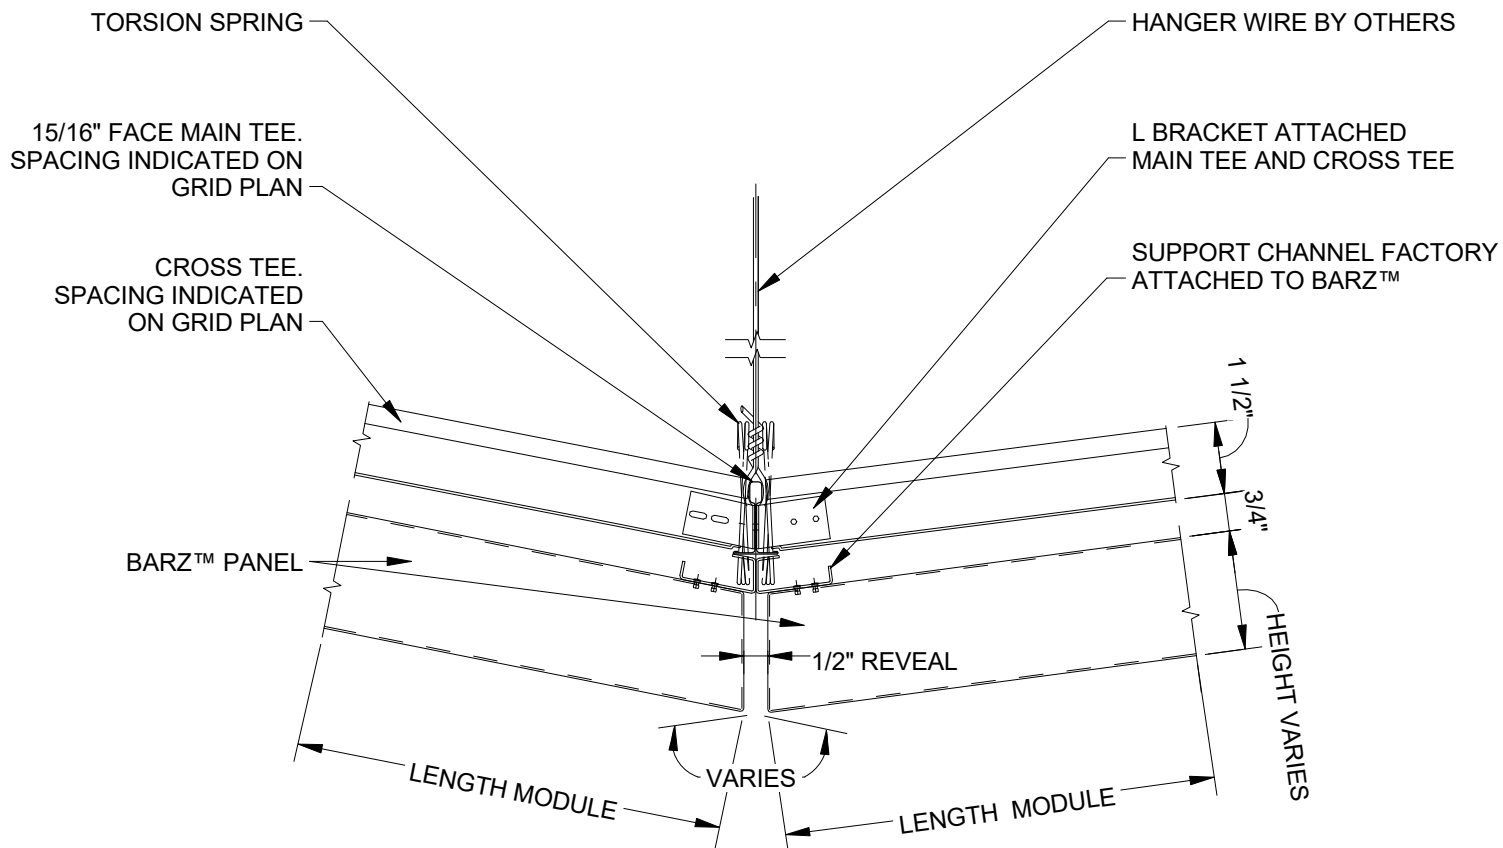 TORSION SPRING
HANGER WIRE BY OTHERS
15/16" FACE MAIN TEE.
SPACING INDICATED ON
GRID PLAN
L BRACKET ATTACHED
MAIN TEE AND CROSS TEE
CROSS TEE.
SPACING INDICATED
ON GRID PLAN
SUPPORT CHANNEL FACTORY
ATTACHED TO BARZ™
1 1/2"
3/4"
BARZ™ PANEL
1/2" REVEAL
HEIGHT VARIES
VARIES
LENGTH MODULE
LENGTH MODULE